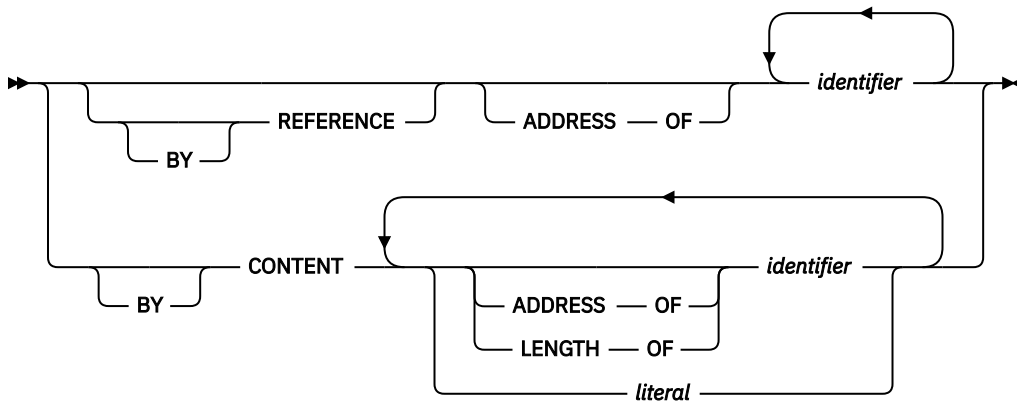 identifier
REFERENCE ADDRESS OF
BY
CONTENT identifier
BY ADDRESS OF
LENGTH OF
literal